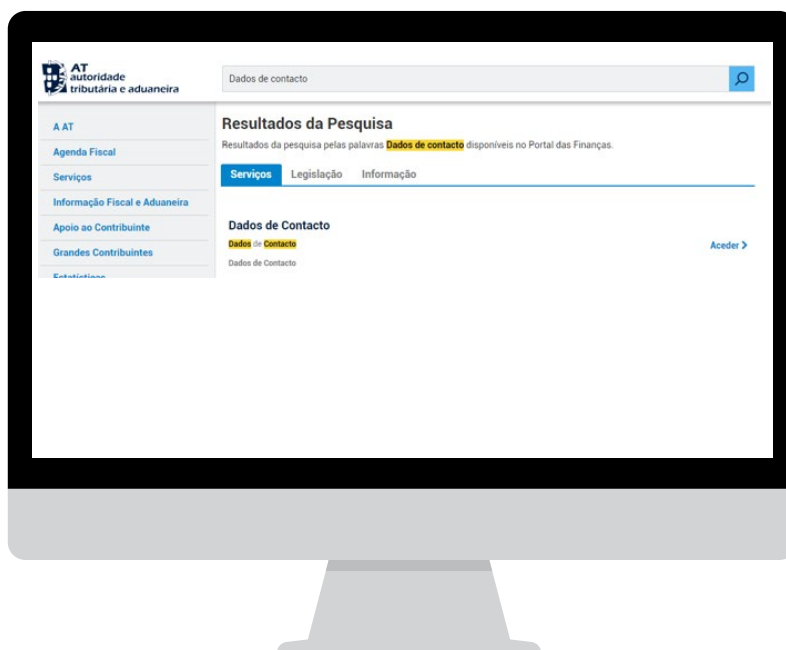 AT
autoridade
tributária e aduaneira
Dados de contacto
A AT
Agenda Fiscal
Serviços
Informação Fiscal e Aduaneira
Apoio ao Contribuinte
Grandes Contribuintes
Estatísticas
Resultados da Pesquisa
Resultados da pesquisa pelas palavras Dados de contacto disponíveis no Portal das Finanças.
Serviços Legislação Informação
Dados de Contacto
Dados de Contacto
Aceder >
Dados de Contacto